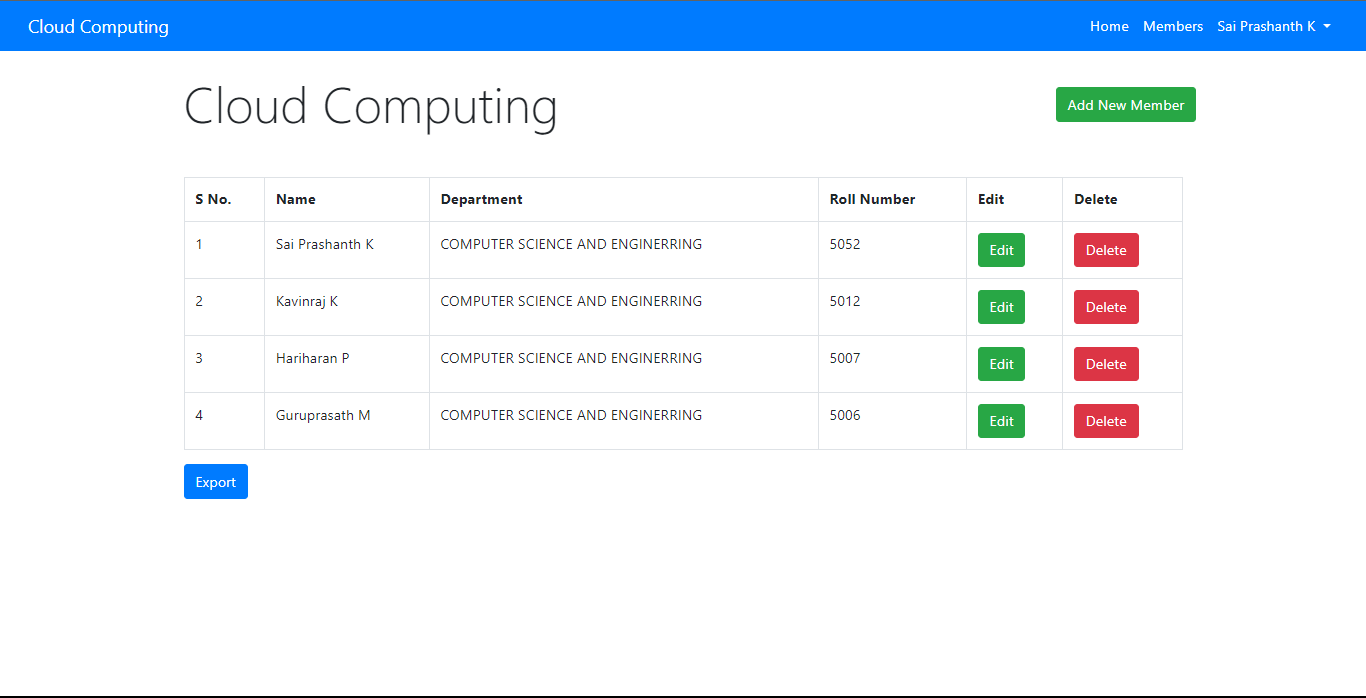 Cloud Computing Home Members Sai Prashanth K
Cloud Computing Add New Member
S No. Name Department Roll Number Edit Delete
1 Sai Prashanth K COMPUTER SCIENCE AND ENGINERRING 5052 Edit Delete
2 Kavinraj K COMPUTER SCIENCE AND ENGINERRING 5012 Edit Delete
3 Hariharan P COMPUTER SCIENCE AND ENGINERRING 5007 Edit Delete
4 Guruprasath M COMPUTER SCIENCE AND ENGINERRING 5006 Edit Delete
Export